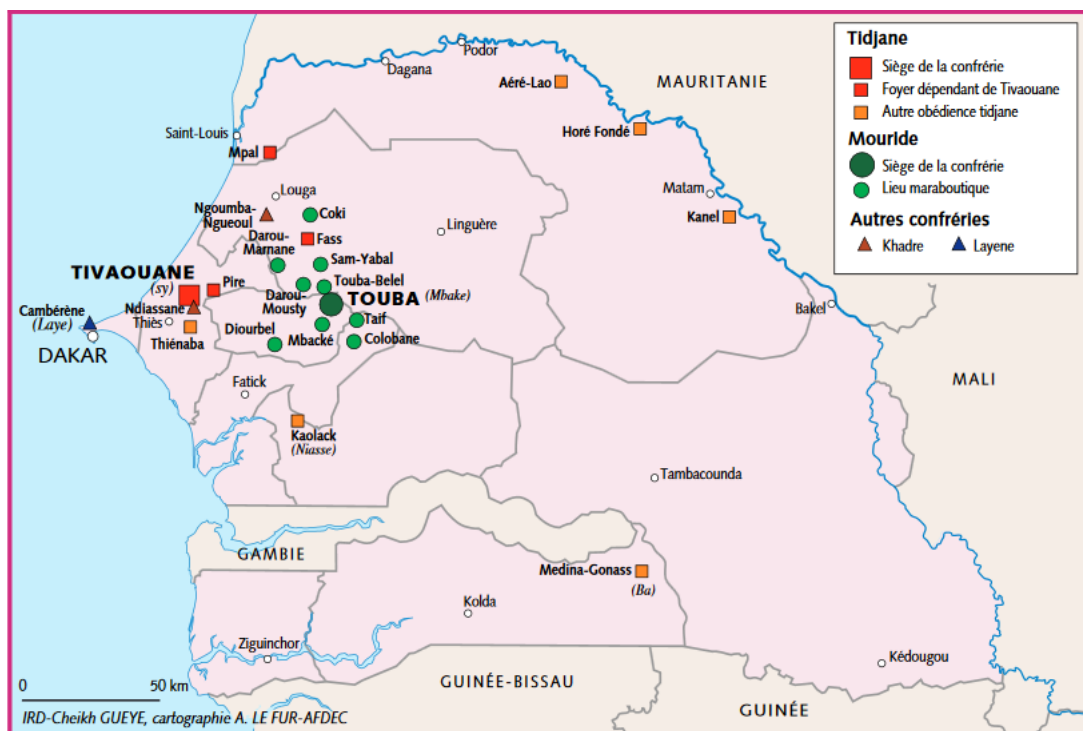 Podor
Dagana
Aéré-Lao
MAURITANIE
Saint-Louis
Mpal
Horé Fondé
Louga
Matam
Ngoumba-
Ngueoul
Coki
Kanel
Darou-
Marnane
Fass
Linguère
Sam-Yabal
TIVAOUANE
(sy)
Pire
Touba-Belel
Darou-
Mousty
TOUBA (Mbake)
Cambérène
(Laye)
Ndiassane
Thiès
Taif
Bakel
DAKAR
Thiénaba
Diourbel
Mbacké
Colobane
Fatick
MALI
Kaolack
(Niasse)
Tambacounda
GAMBIE
Medina-Gonass
(Ba)
Kolda
Ziguinchor
Kédougou
GUINÉE-BISSAU
GUINÉE
0 50 km
IRD-Cheikh GUEYE, cartographie A. LE FUR-AFDEC
Tidjane
Siège de la confrérie
Foyer dépendant de Tivaouane
Autre obédience tidjane
Mouride
Siège de la confrérie
Lieu maraboutique
Autres confréries
Khadre Layene